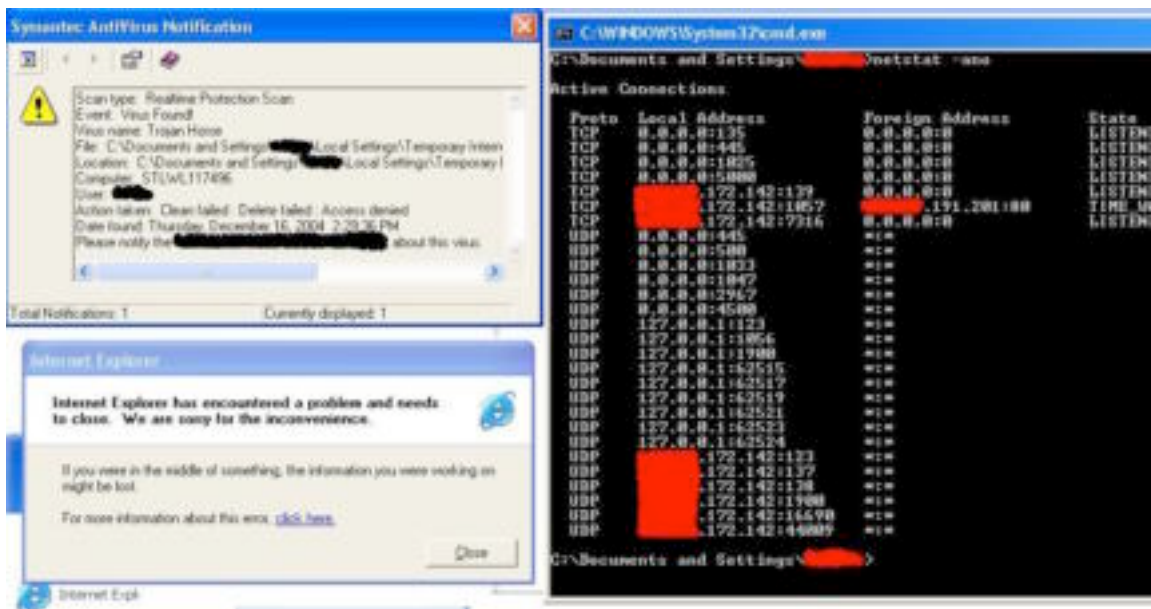 Symantec AntiVirus Notification
Scan type: Realtime Protection Scan
Event: Virus Found!
Virus name: Trojan Horse
File: C:\Documents and Settings\ \Local Settings\Temporary Intern
Location: C:\Documents and Settings\ \Local Settings\Temporary I
Computer: STLWL117496
User:
Action taken: Clean failed : Delete failed : Access denied
Date found: Thursday, December 16, 2004 2:29:36 PM
Please notify the about this virus.
Total Notifications: 1 Currently displayed: 1
Internet Explorer
Internet Explorer has encountered a problem and needs
to close. We are sorry for the inconvenience.
If you were in the middle of something, the information you were working on
might be lost.
For more information about this error, click here.
Close
Internet Expl
C:\WINDOWS\System32\cmd.exe
C:\Documents and Settings\ >netstat -ano
Active Connections
Proto Local Address Foreign Address State
TCP 0.0.0.0:135 0.0.0.0:0 LISTEN
TCP 0.0.0.0:445 0.0.0.0:0 LISTEN
TCP 0.0.0.0:1025 0.0.0.0:0 LISTEN
TCP 0.0.0.0:5000 0.0.0.0:0 LISTEN
TCP .172.142:139 0.0.0.0:0 LISTEN
TCP .172.142:1057 .191.201:80 TIME_W
TCP .172.142:7316 0.0.0.0:0 LISTEN
UDP 0.0.0.0:445 *:*
UDP 0.0.0.0:500 *:*
UDP 0.0.0.0:1033 *:*
UDP 0.0.0.0:1047 *:*
UDP 0.0.0.0:2967 *:*
UDP 0.0.0.0:4500 *:*
UDP 127.0.0.1:123 *:*
UDP 127.0.0.1:1056 *:*
UDP 127.0.0.1:1900 *:*
UDP 127.0.0.1:62515 *:*
UDP 127.0.0.1:62517 *:*
UDP 127.0.0.1:62519 *:*
UDP 127.0.0.1:62521 *:*
UDP 127.0.0.1:62523 *:*
UDP 127.0.0.1:62524 *:*
UDP .172.142:123 *:*
UDP .172.142:137 *:*
UDP .172.142:138 *:*
UDP .172.142:1900 *:*
UDP .172.142:16690 *:*
UDP .172.142:44009 *:*
C:\Documents and Settings\ >